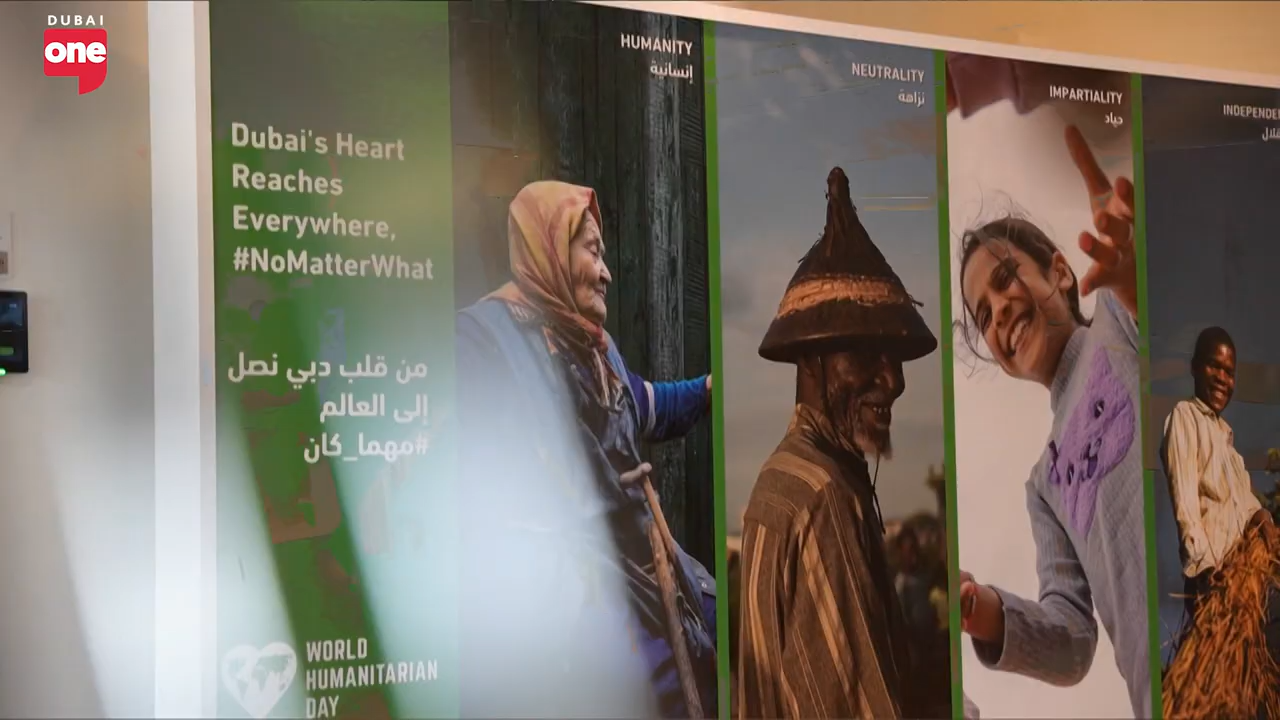 DUBAI
one
Dubai's Heart
Reaches
Everywhere,
#NoMatterWhat
من قلب دبي نصل
إلى العالم
#مهما_كان
WORLD
HUMANITARIAN
DAY
HUMANITY
إنسانية
NEUTRALITY
نزاهة
IMPARTIALITY
حياد